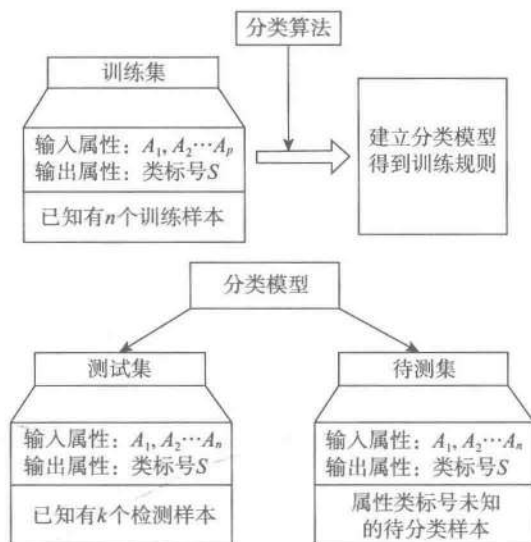 分类算法
训练集
输入属性：A₁, A₂⋯Aₚ
输出属性：类标号S
已知有n个训练样本
建立分类模型
得到训练规则
分类模型
测试集
输入属性：A₁, A₂⋯Aₙ
输出属性：类标号S
已知有k个检测样本
待测集
输入属性：A₁, A₂⋯Aₙ
输出属性：类标号S
属性类标号未知
的待分类样本